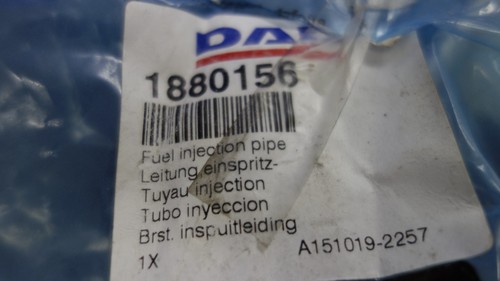 DAF
1880156
Fuel injection pipe
Leitung einspritz-
Tuyau injection
Tubo inyeccion
Brst. inspuitleiding
1X
A151019-2257